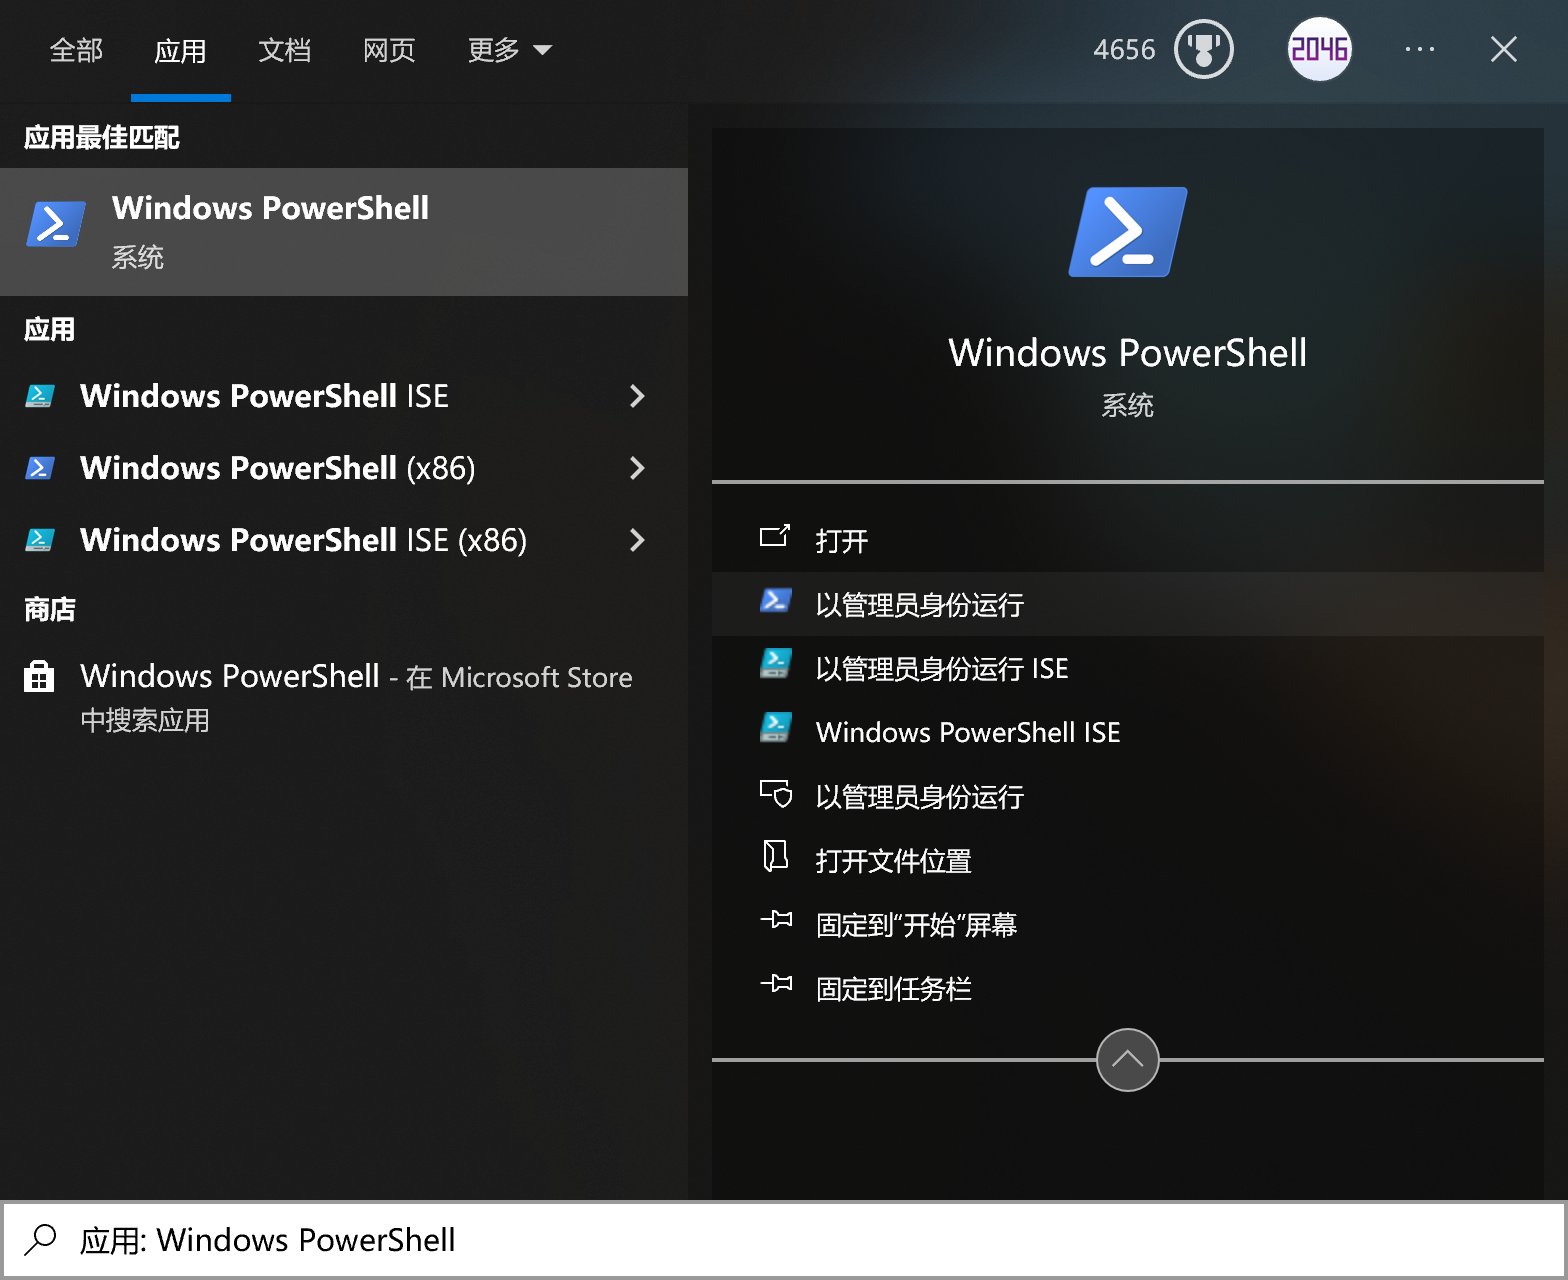 全部 应用 文档 网页 更多 4656 2046
应用最佳匹配
Windows PowerShell
系统
应用
Windows PowerShell ISE
Windows PowerShell (x86)
Windows PowerShell ISE (x86)
商店
Windows PowerShell - 在 Microsoft Store
中搜索应用
Windows PowerShell
系统
打开
以管理员身份运行
以管理员身份运行 ISE
Windows PowerShell ISE
以管理员身份运行
打开文件位置
固定到“开始”屏幕
固定到任务栏
应用: Windows PowerShell